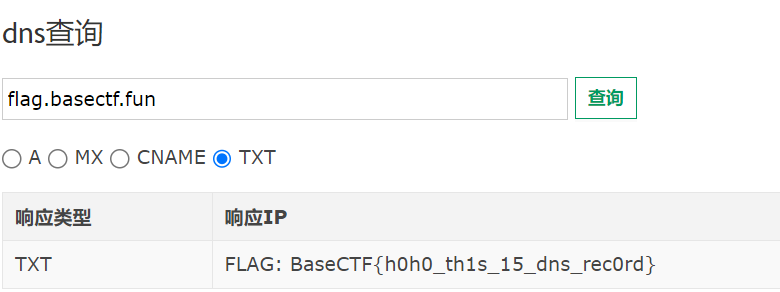 dns查询
flag.basectf.fun 查询
A MX CNAME TXT
响应类型 响应IP
TXT FLAG: BaseCTF{h0h0_th1s_15_dns_rec0rd}